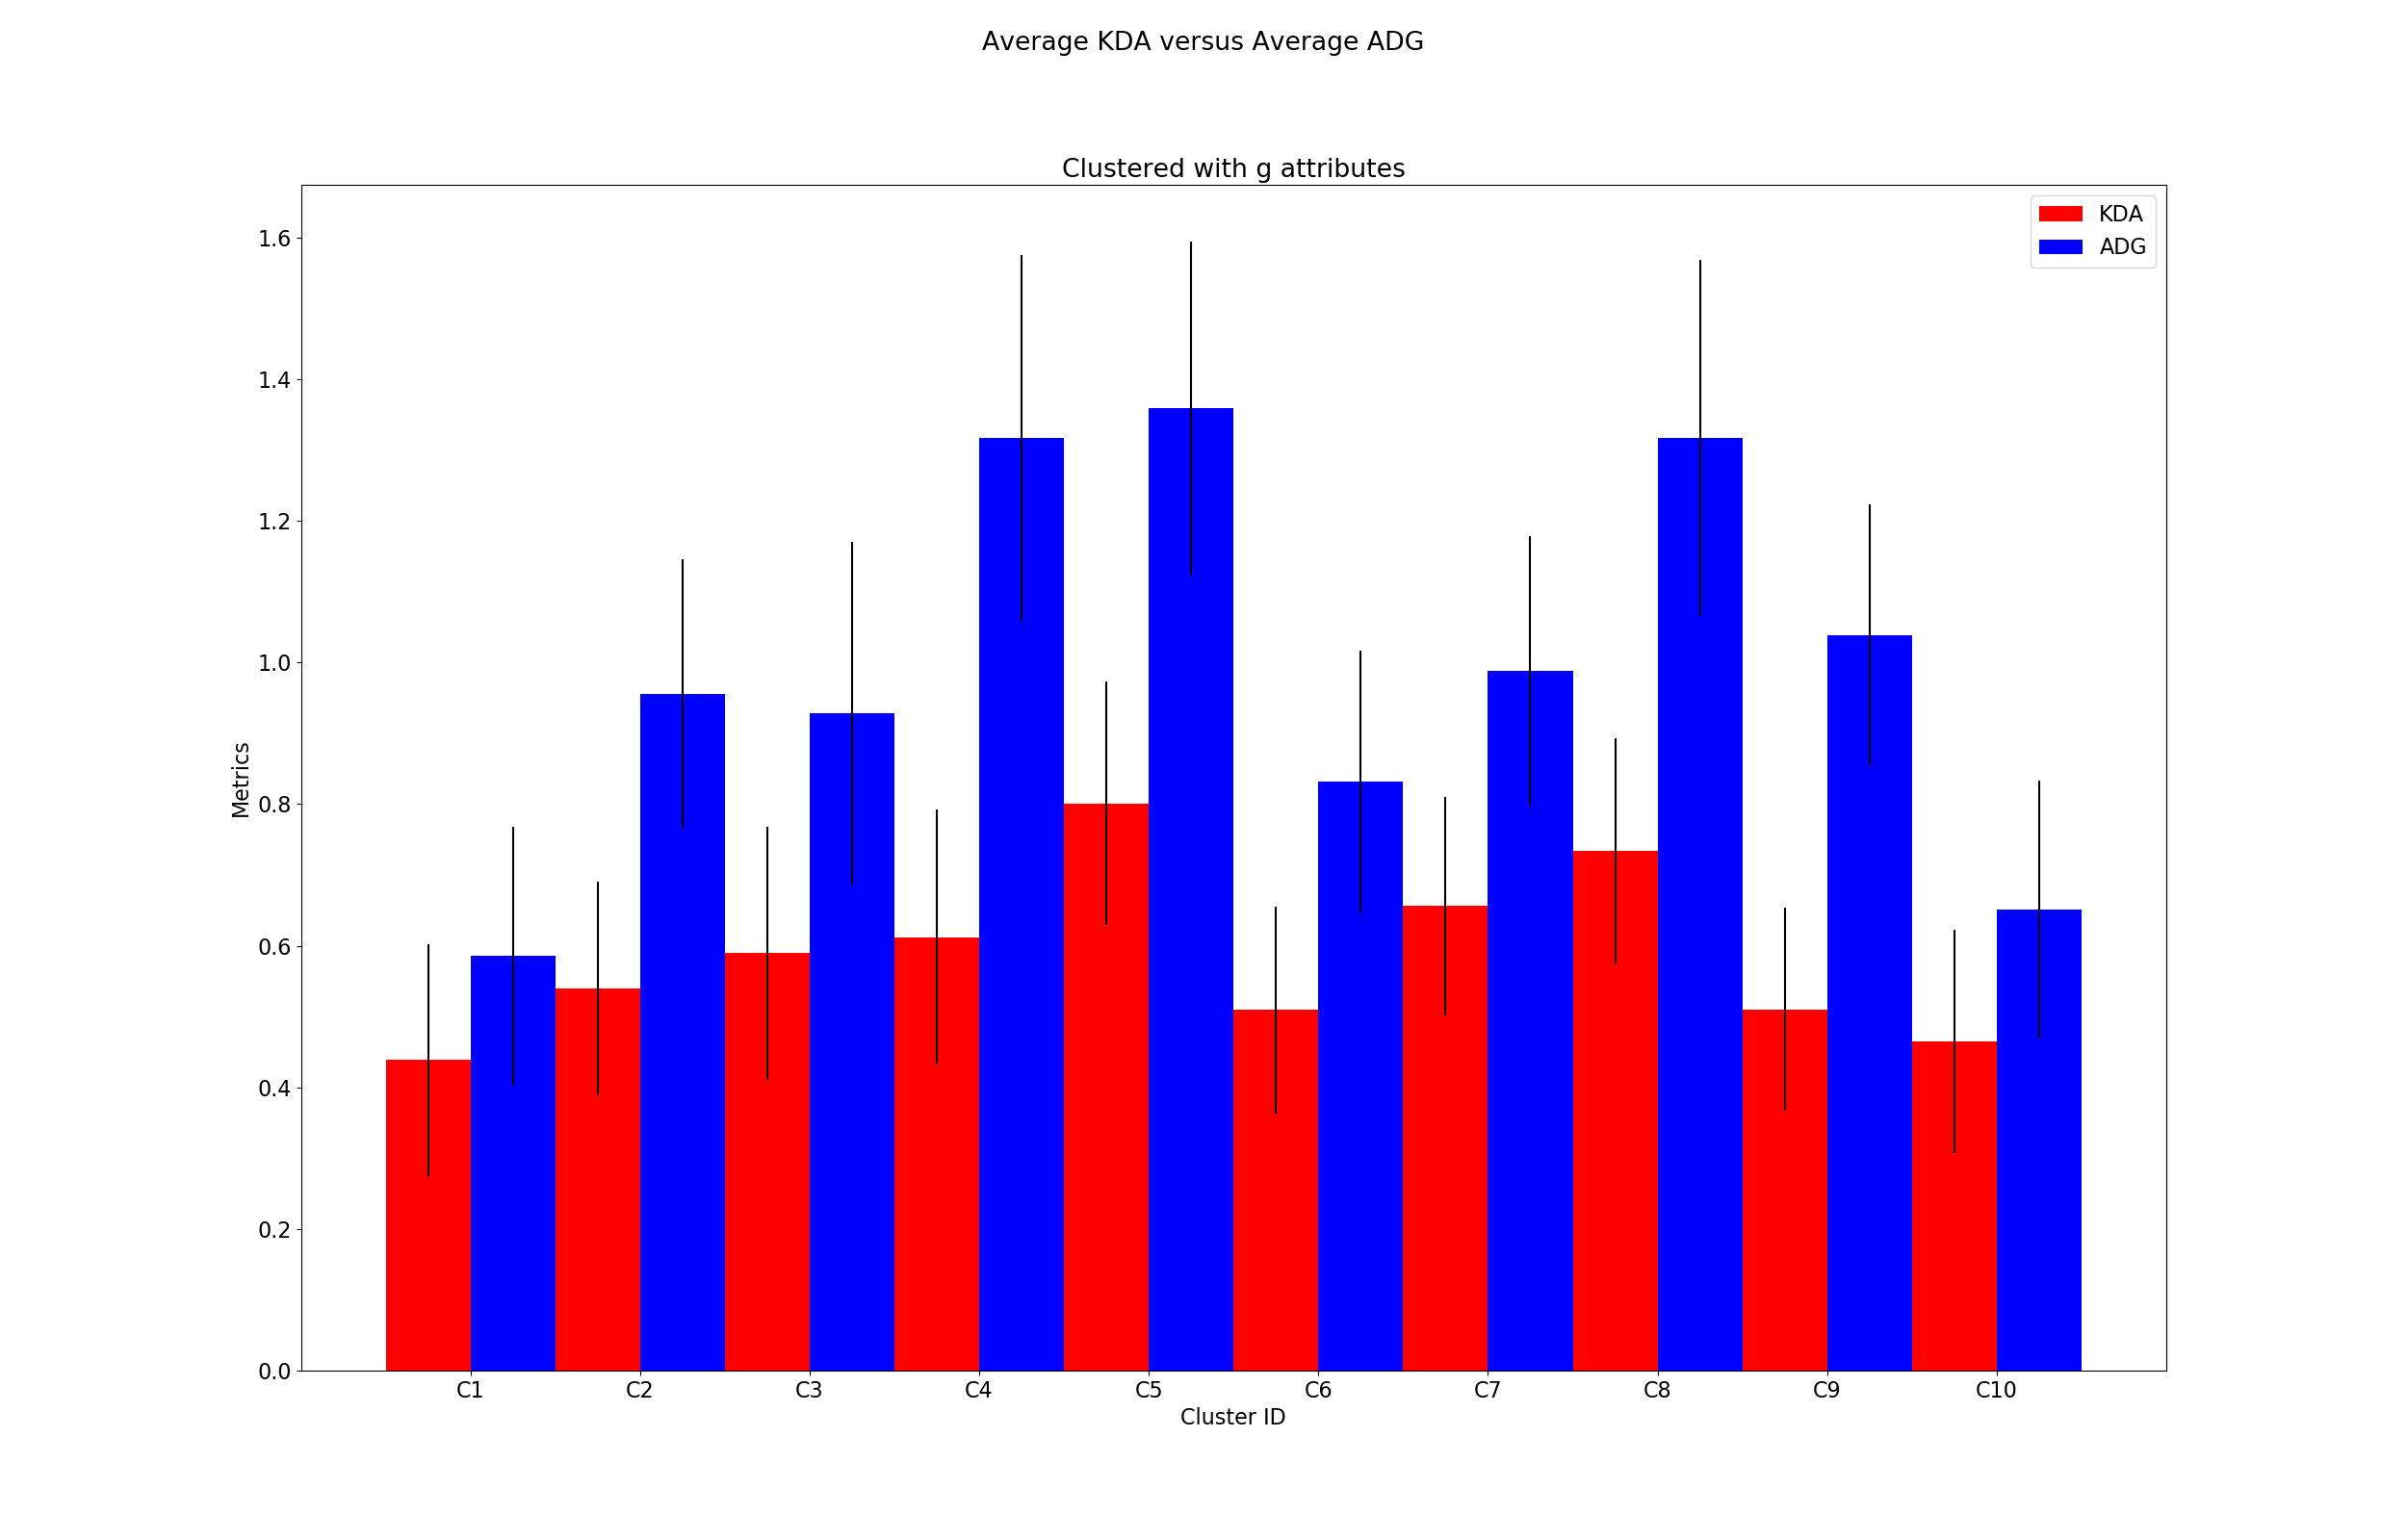 Average KDA versus Average ADG
Clustered with g attributes
KDA
ADG
1.6
1.4
1.2
1.0
0.8
0.6
0.4
0.2
0.0
Metrics
C1 C2 C3 C4 C5 C6 C7 C8 C9 C10
Cluster ID